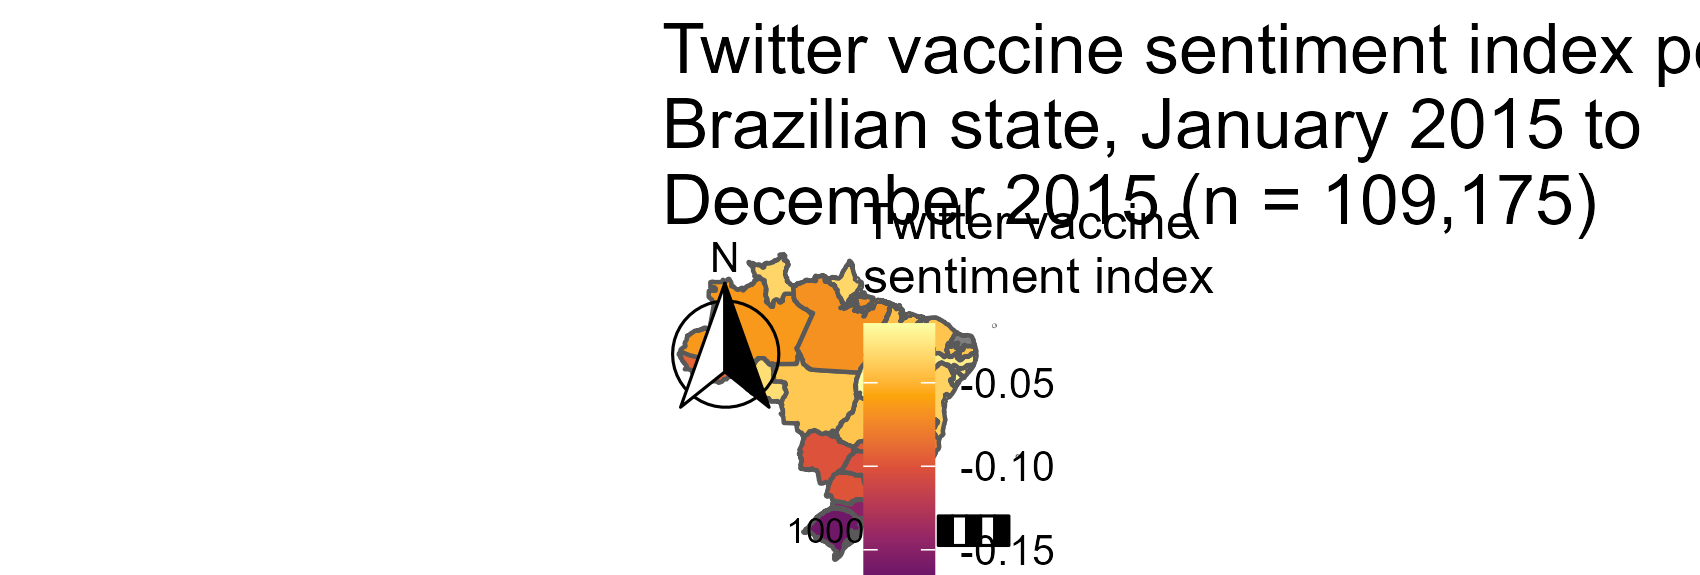 Twitter vaccine sentiment index pe
Brazilian state, January 2015 to
December 2015 (n = 109,175)
Twitter vaccine
sentiment index
N
-0.05
-0.10
-0.15
1000